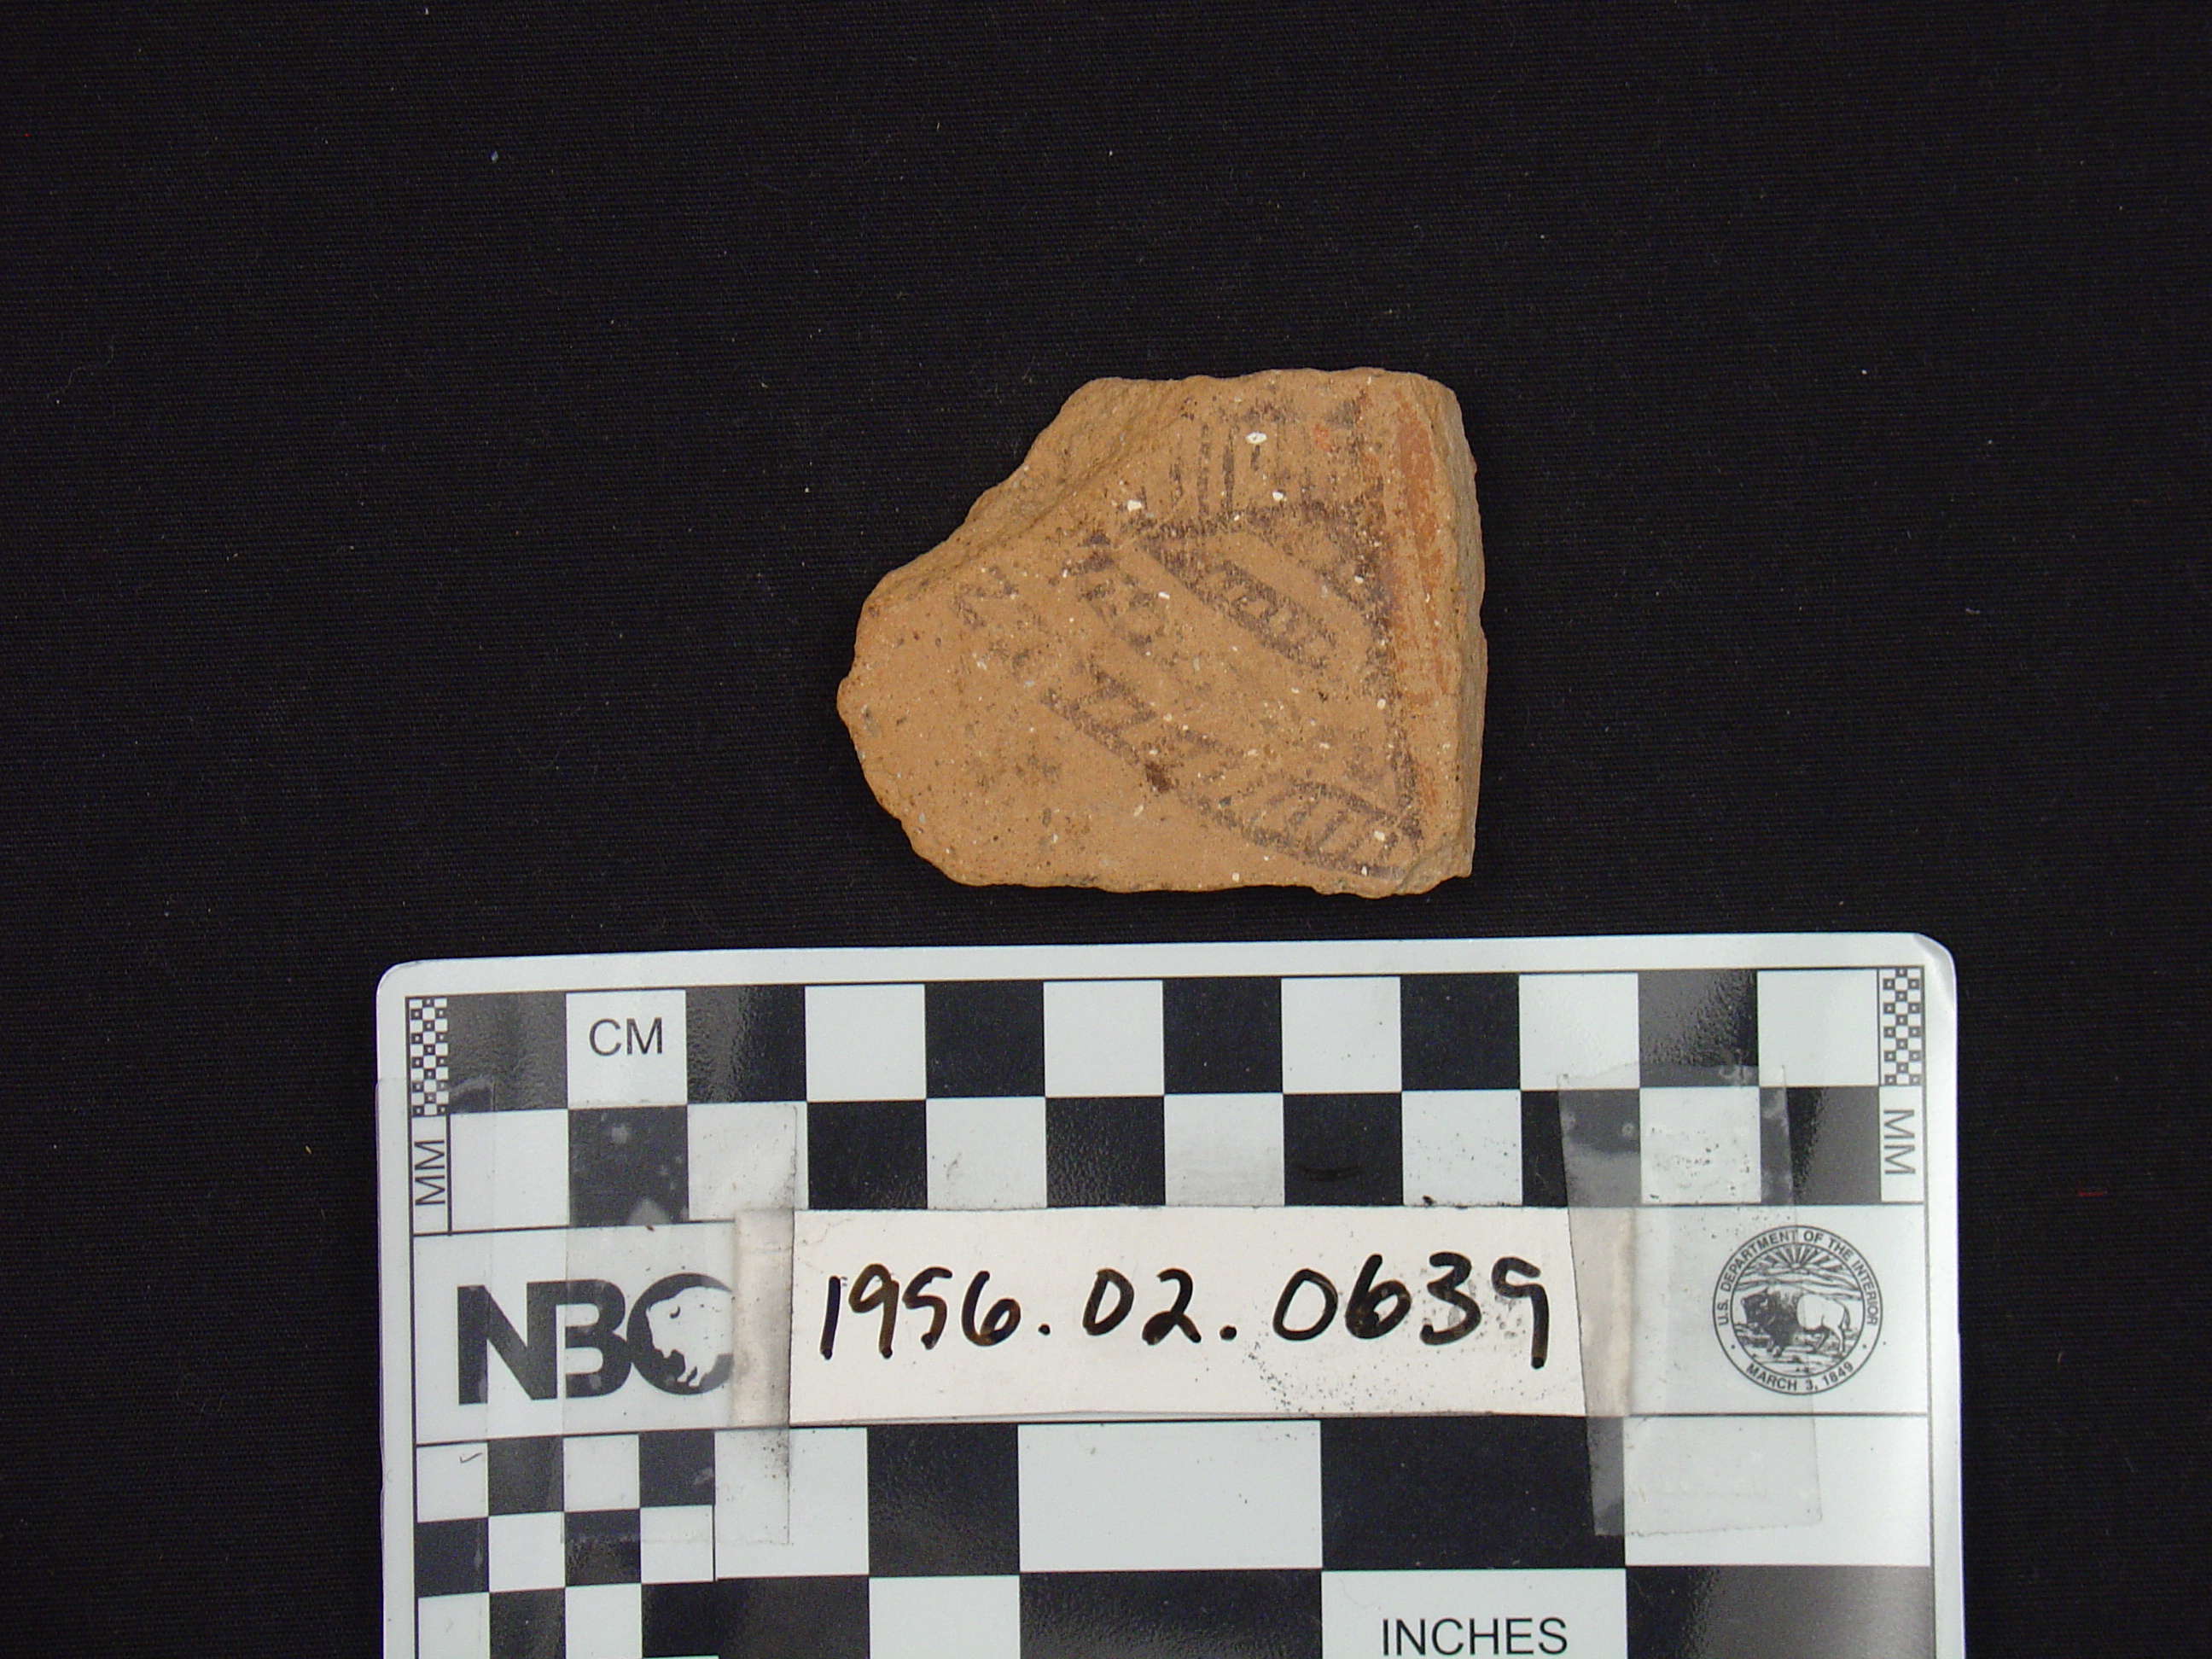 CM
MM
MM
NBC
1956.02.0639
U.S. DEPARTMENT OF THE INTERIOR
MARCH 3, 1849
INCHES